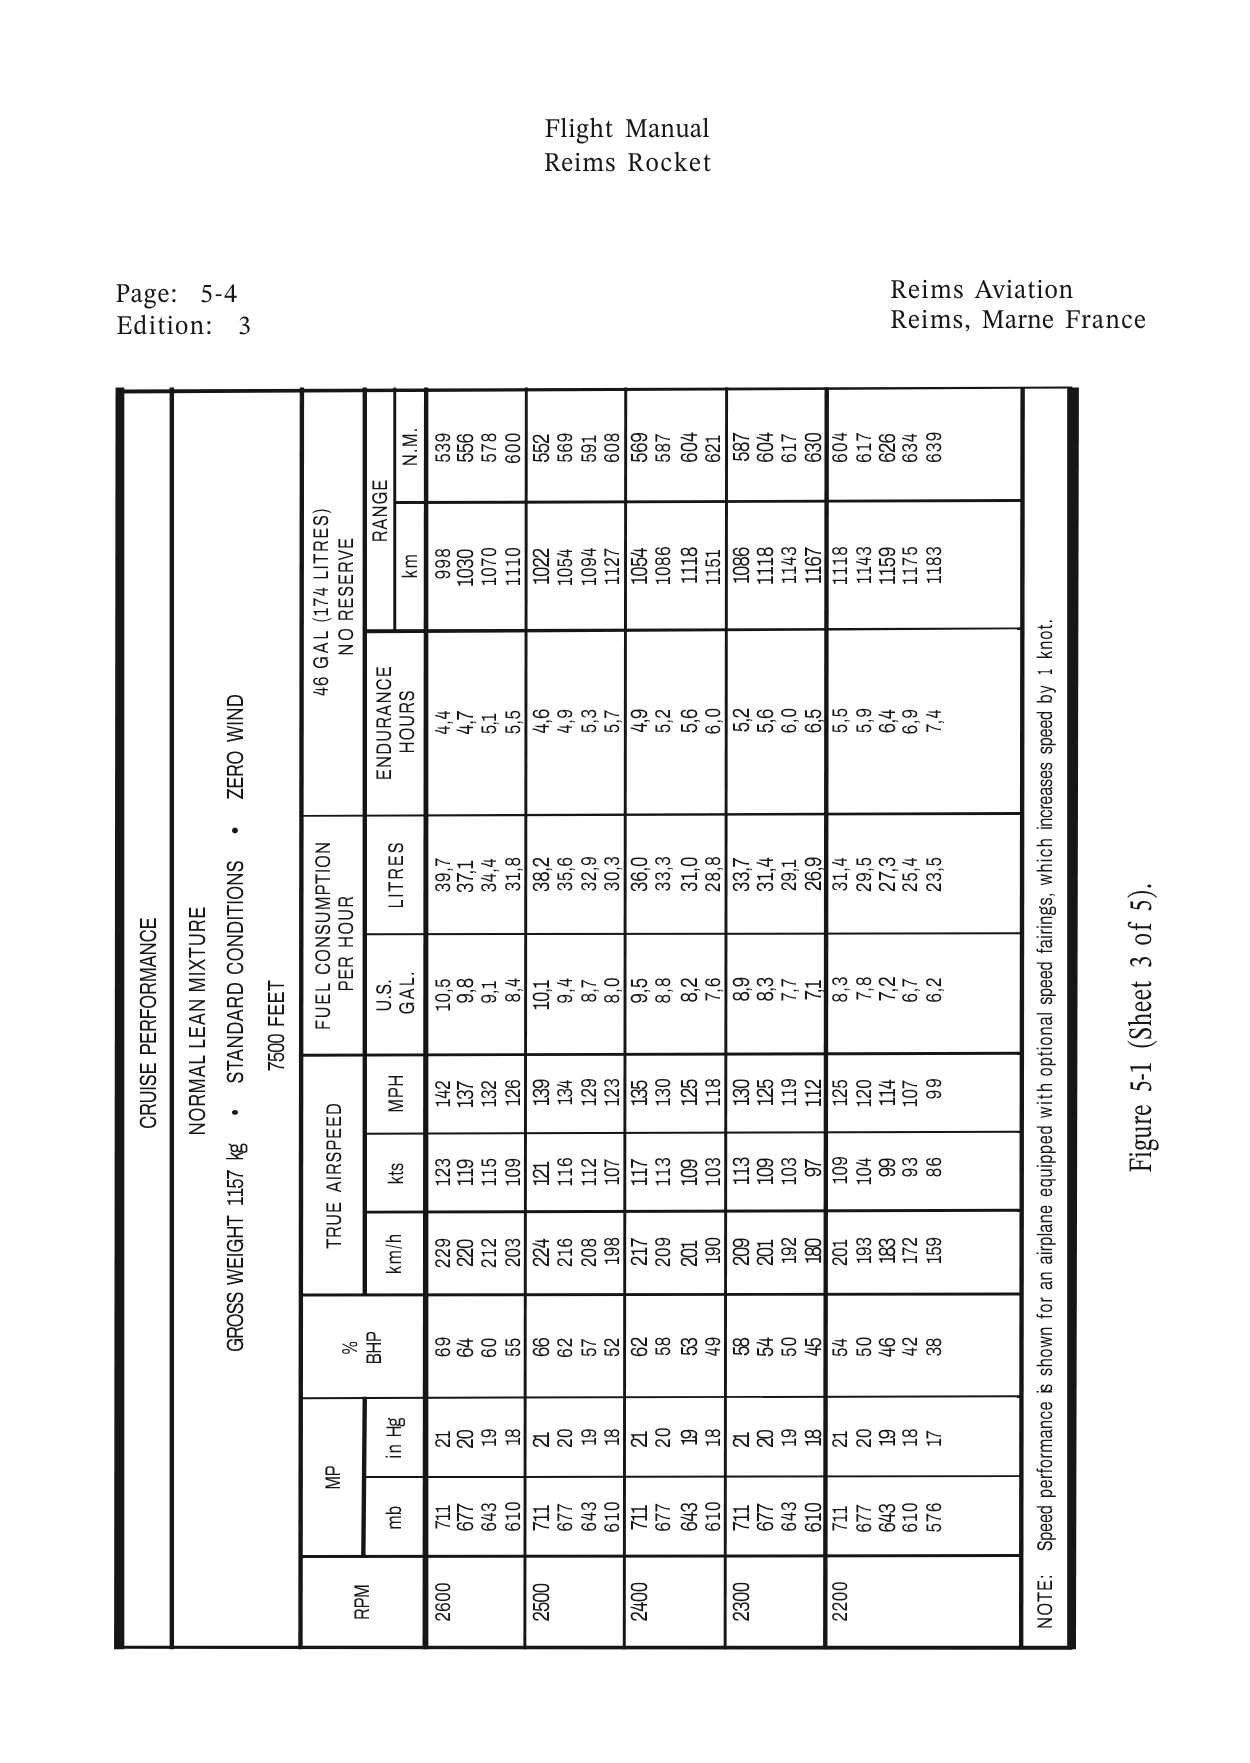 Flight Manual
Reims Rocket
Page: 5-4
Edition: 3
Reims Aviation
Reims, Marne France
CRUISE PERFORMANCE
NORMAL LEAN MIXTURE
GROSS WEIGHT 1157 kg • STANDARD CONDITIONS • ZERO WIND
7500 FEET
RPM MP % BHP TRUE AIRSPEED FUEL CONSUMPTION PER HOUR 46 GAL (174 LITRES) NO RESERVE
mb in Hg km/h kts MPH U.S. GAL. LITRES ENDURANCE HOURS RANGE
km N.M.
2600 711 21 69 229 123 142 10,5 39,7 4,4 998 539
677 20 64 220 119 137 9,8 37,1 4,7 1030 556
643 19 60 212 115 132 9,1 34,4 5,1 1070 578
610 18 55 203 109 126 8,4 31,8 5,5 1110 600
2500 711 21 66 224 121 139 10,1 38,2 4,6 1022 552
677 20 62 216 116 134 9,4 35,6 4,9 1054 569
643 19 57 208 112 129 8,7 32,9 5,3 1094 591
610 18 52 198 107 123 8,0 30,3 5,7 1127 608
2400 711 21 62 217 117 135 9,5 36,0 4,9 1054 569
677 20 58 209 113 130 8,8 33,3 5,2 1086 587
643 19 53 201 109 125 8,2 31,0 5,6 1118 604
610 18 49 190 103 118 7,6 28,8 6,0 1151 621
2300 711 21 58 209 113 130 8,9 33,7 5,2 1086 587
677 20 54 201 109 125 8,3 31,4 5,6 1118 604
643 19 50 192 103 119 7,7 29,1 6,0 1143 617
610 18 45 180 97 112 7,1 26,9 6,5 1167 630
2200 711 21 54 201 109 125 8,3 31,4 5,5 1118 604
677 20 50 193 104 120 7,8 29,5 5,9 1143 617
643 19 46 183 99 114 7,2 27,3 6,4 1159 626
610 18 42 172 93 107 6,7 25,4 6,9 1175 634
576 17 38 159 86 99 6,2 23,5 7,4 1183 639
NOTE: Speed performance is shown for an airplane equipped with optional speed fairings, which increases speed by 1 knot.
Figure 5-1 (Sheet 3 of 5).